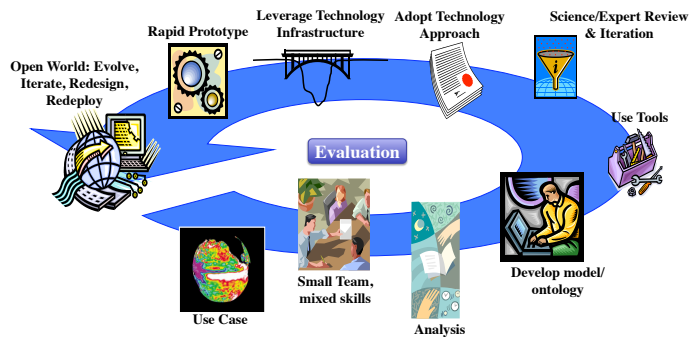 Leverage Technology
Infrastructure
Adopt Technology
Approach
Science/Expert Review
& Iteration
Rapid Prototype
Open World: Evolve,
Iterate, Redesign,
Redeploy
Use Tools
Evaluation
Small Team,
mixed skills
Develop model/
ontology
Use Case
Analysis